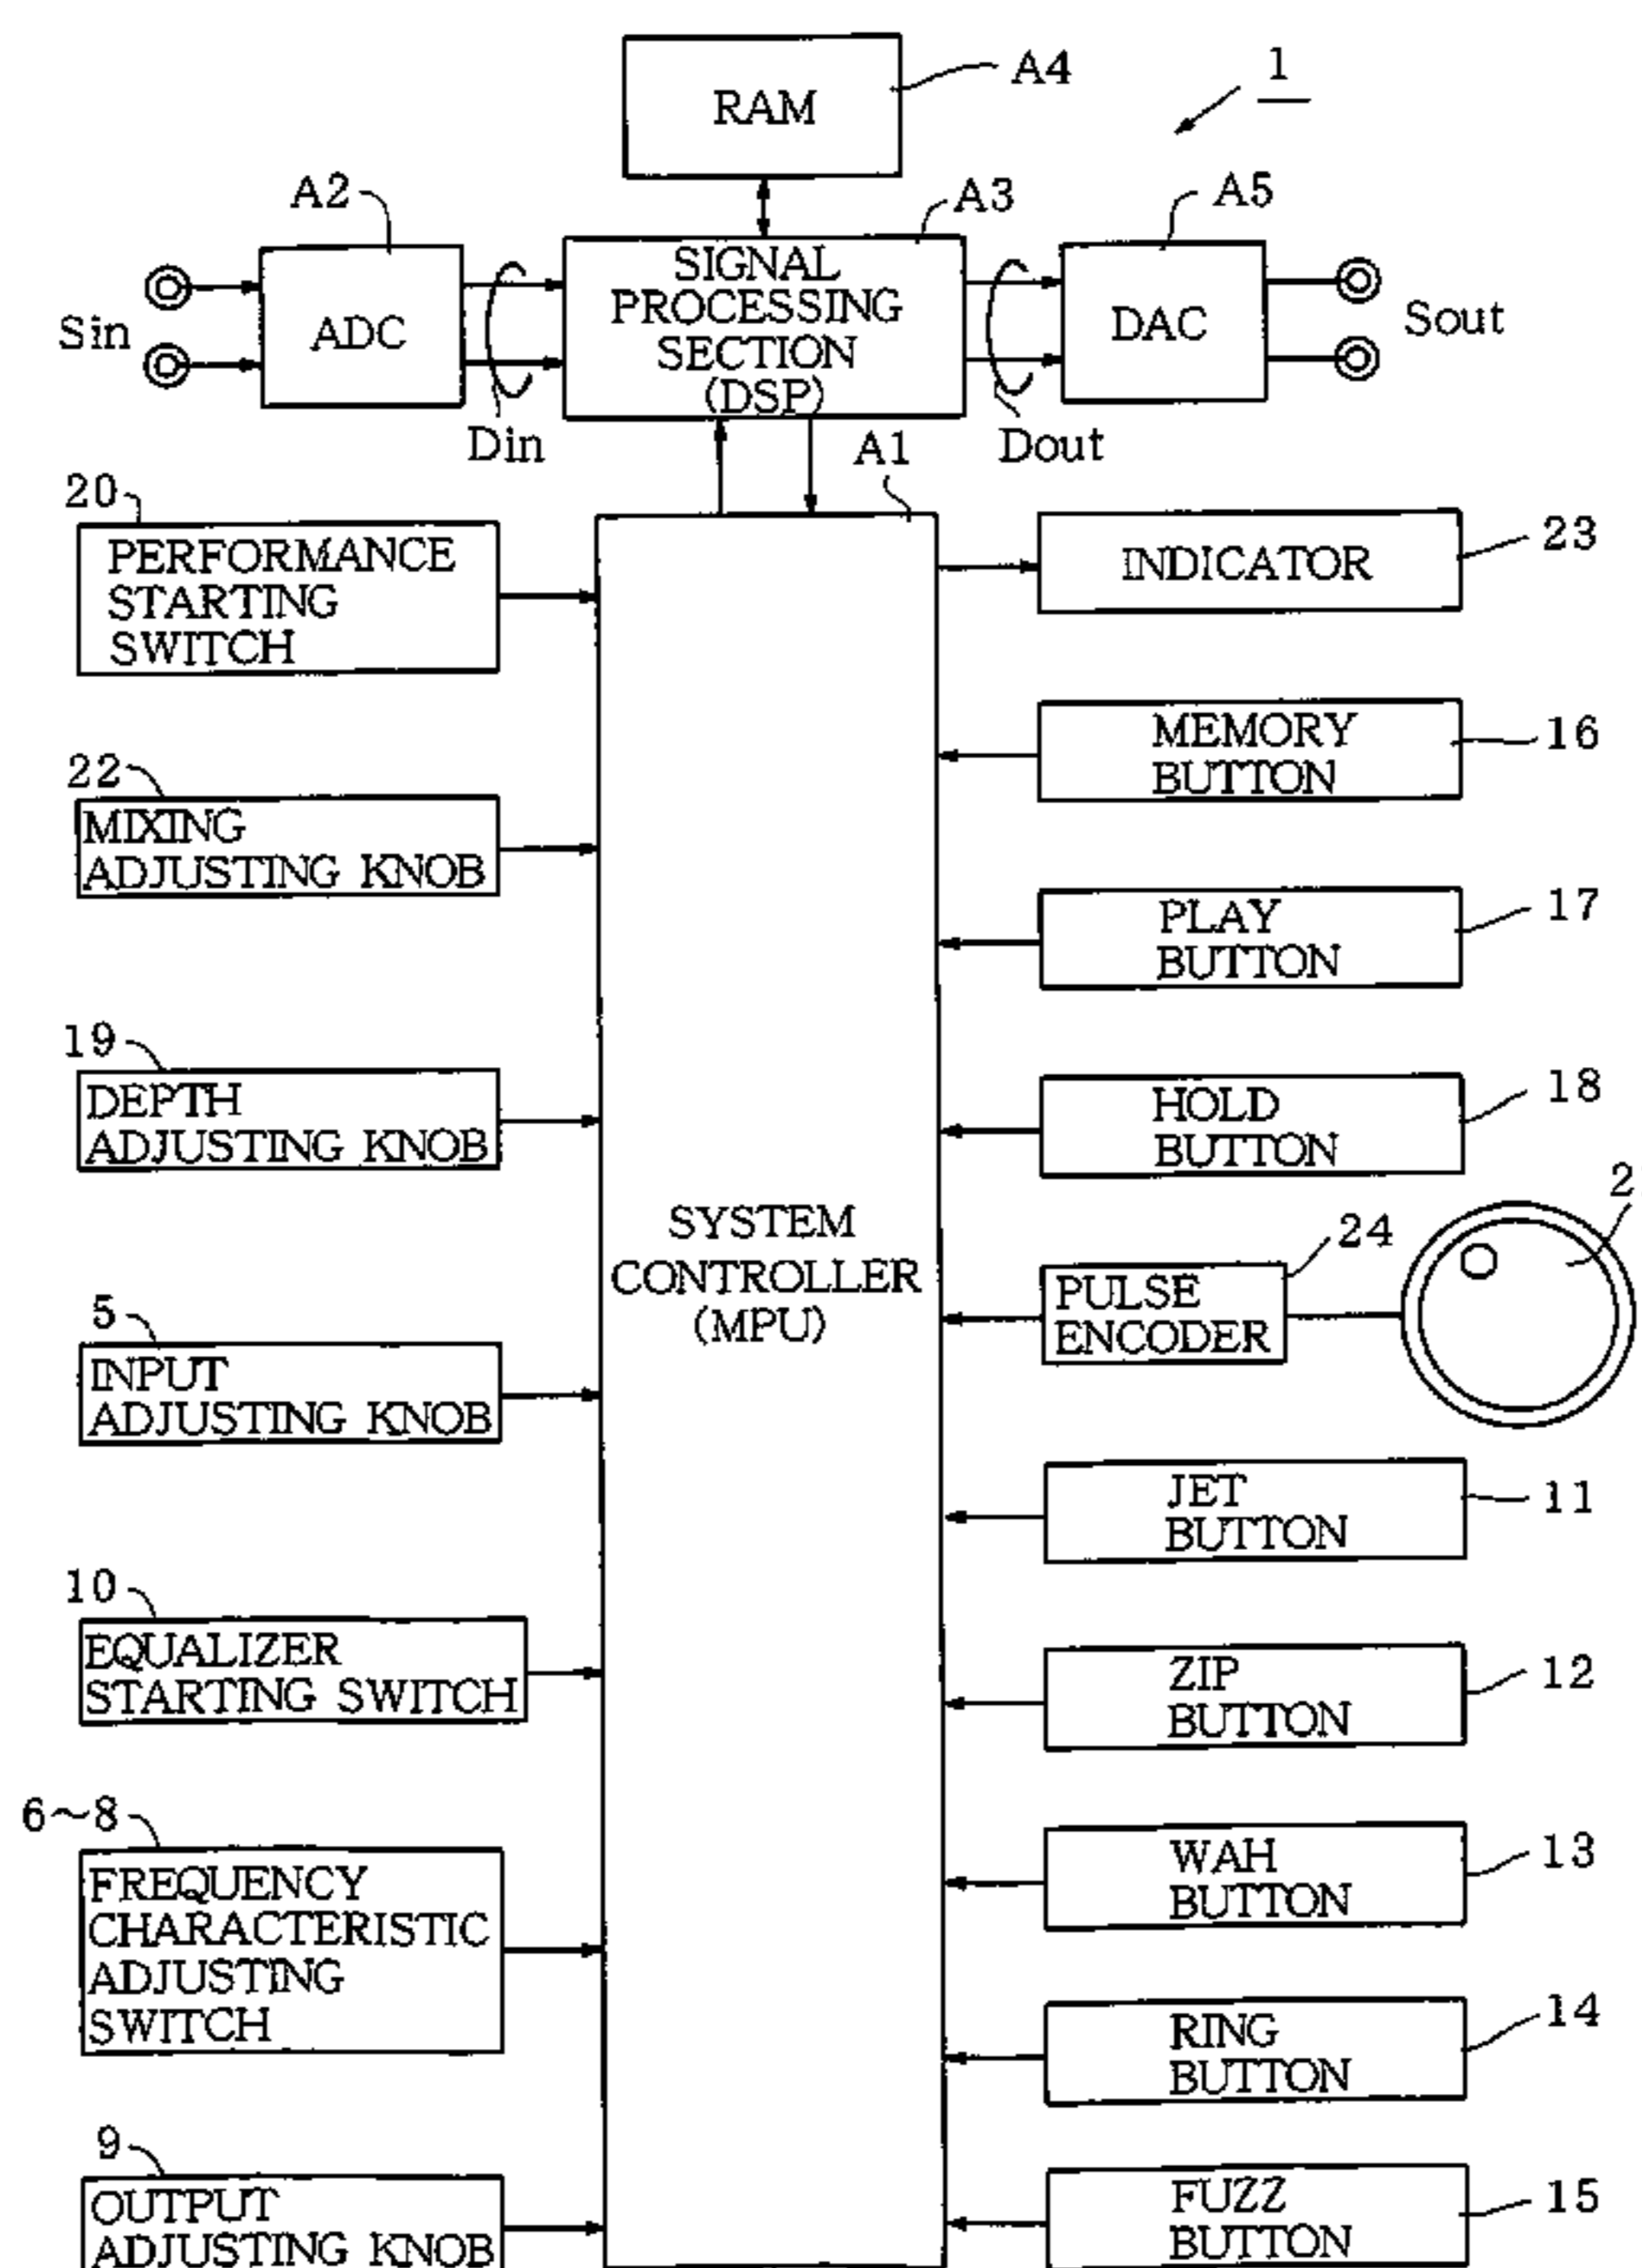 RAM
A4
1
A2
A3
A5
Sin
ADC
SIGNAL
PROCESSING
SECTION
(DSP)
DAC
Sout
Din
A1
Dout
20
PERFORMANCE
STARTING
SWITCH
INDICATOR
23
22
MIXING
ADJUSTING KNOB
MEMORY
BUTTON
16
PLAY
BUTTON
17
19
DEPTH
ADJUSTING KNOB
HOLD
BUTTON
18
SYSTEM
CONTROLLER
(MPU)
PULSE
ENCODER
24
2
5
INPUT
ADJUSTING KNOB
JET
BUTTON
11
10
EQUALIZER
STARTING SWITCH
ZIP
BUTTON
12
6~8
FREQUENCY
CHARACTERISTIC
ADJUSTING
SWITCH
WAH
BUTTON
13
RING
BUTTON
14
9
OUTPUT
ADJUSTING KNOB
FUZZ
BUTTON
15